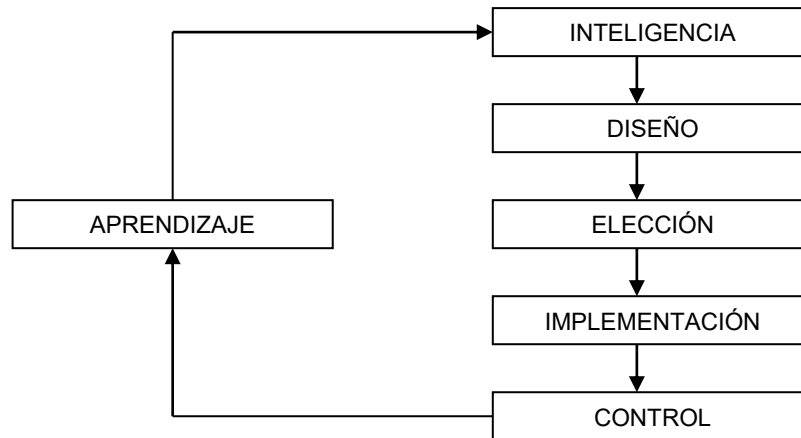 INTELIGENCIA
DISEÑO
APRENDIZAJE
ELECCIÓN
IMPLEMENTACIÓN
CONTROL